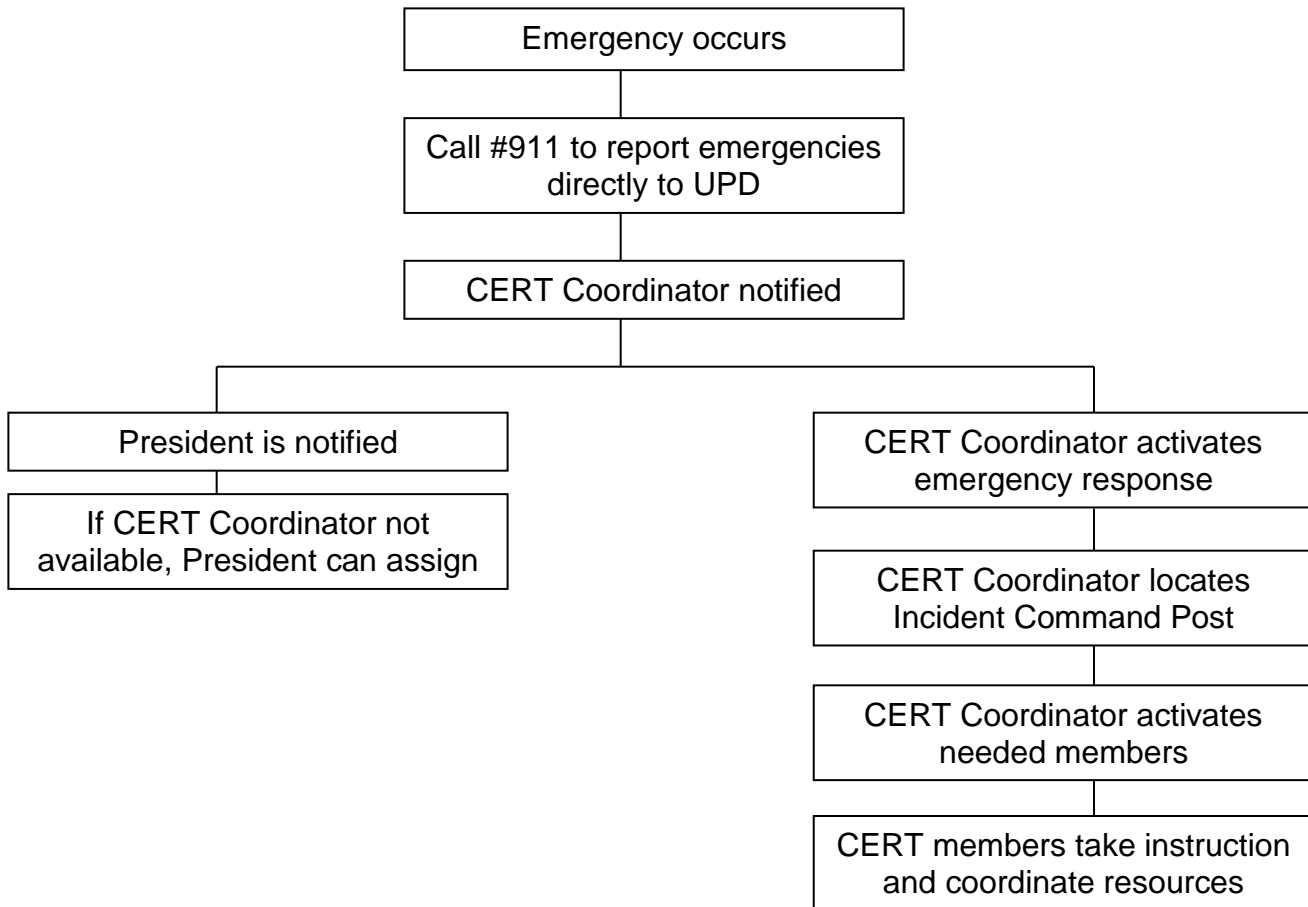 Emergency occurs
Call #911 to report emergencies
directly to UPD
CERT Coordinator notified
President is notified
If CERT Coordinator not
available, President can assign
CERT Coordinator activates
emergency response
CERT Coordinator locates
Incident Command Post
CERT Coordinator activates
needed members
CERT members take instruction
and coordinate resources